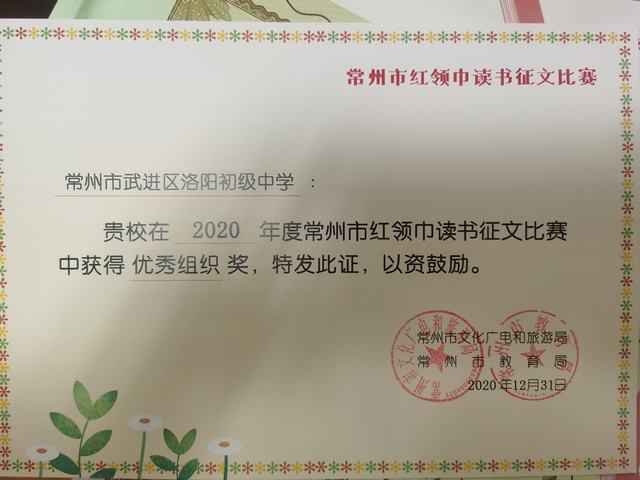 常州市红领巾读书征文比赛
常州市武进区洛阳初级中学：
贵校在 2020 年度常州市红领巾读书征文比赛
中获得 优秀组织 奖，特发此证，以资鼓励。
常州市文化广电和旅游局
常州市教育局
2020年12月31日